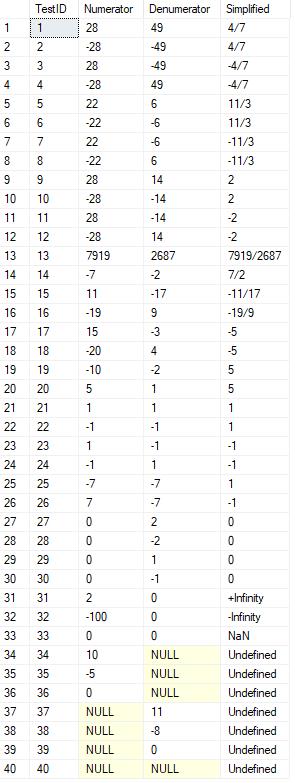 TestID Numerator Denumerator Simplified
1 1 28 49 4/7
2 2 -28 -49 4/7
3 3 28 -49 -4/7
4 4 -28 49 -4/7
5 5 22 6 11/3
6 6 -22 -6 11/3
7 7 22 -6 -11/3
8 8 -22 6 -11/3
9 9 28 14 2
10 10 -28 -14 2
11 11 28 -14 -2
12 12 -28 14 -2
13 13 7919 2687 7919/2687
14 14 -7 -2 7/2
15 15 11 -17 -11/17
16 16 -19 9 -19/9
17 17 15 -3 -5
18 18 -20 4 -5
19 19 -10 -2 5
20 20 5 1 5
21 21 1 1 1
22 22 -1 -1 1
23 23 1 -1 -1
24 24 -1 1 -1
25 25 -7 -7 1
26 26 7 -7 -1
27 27 0 2 0
28 28 0 -2 0
29 29 0 1 0
30 30 0 -1 0
31 31 2 0 +Infinity
32 32 -100 0 -Infinity
33 33 0 0 NaN
34 34 10 NULL Undefined
35 35 -5 NULL Undefined
36 36 0 NULL Undefined
37 37 NULL 11 Undefined
38 38 NULL -8 Undefined
39 39 NULL 0 Undefined
40 40 NULL NULL Undefined